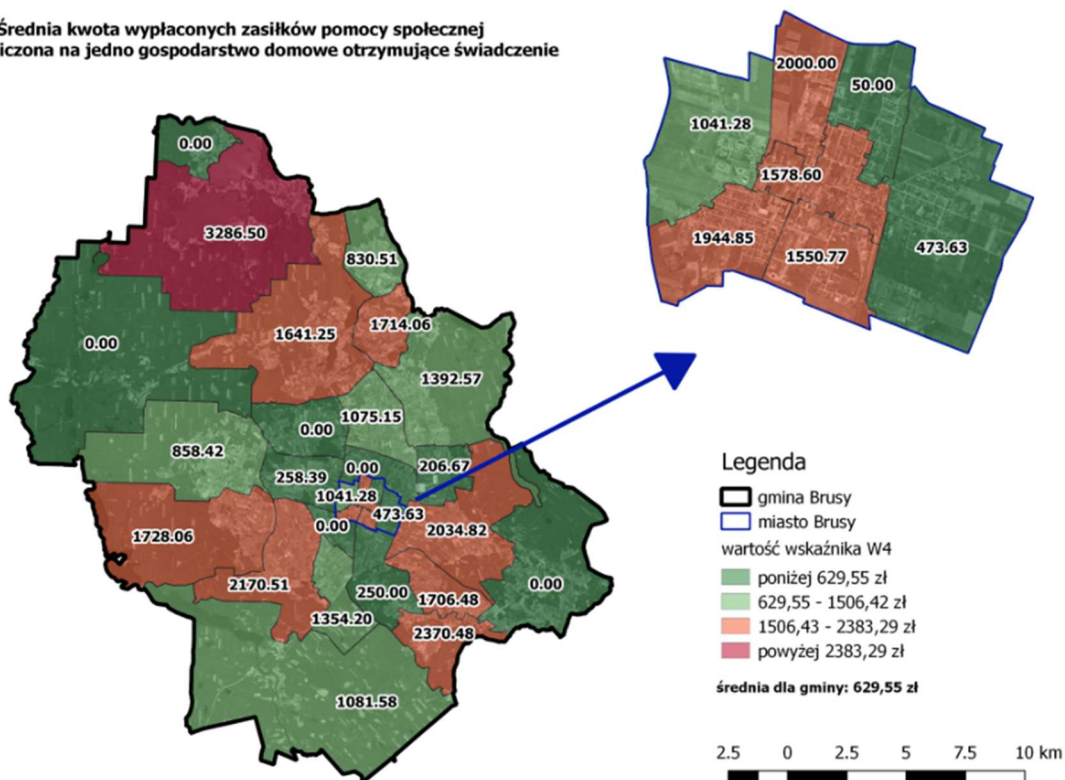 Średnia kwota wypłaconych zasiłków pomocy społecznej
iczona na jedno gospodarstwo domowe otrzymujące świadczenie
2000.00
50.00
1041.28
1578.60
1944.85
1550.77
473.63
0.00
3286.50
830.51
1641.25
1714.06
0.00
1392.57
1075.15
0.00
858.42
0.00
206.67
258.39
1041.28
473.63
0.00
2034.82
1728.06
2170.51
250.00
1706.48
0.00
1354.20
2370.48
1081.58
Legenda
gmina Brusy
miasto Brusy
wartość wskaźnika W4
poniżej 629,55 zł
629,55 - 1506,42 zł
1506,43 - 2383,29 zł
powyżej 2383,29 zł
średnia dla gminy: 629,55 zł
2.5 0 2.5 5 7.5 10 km